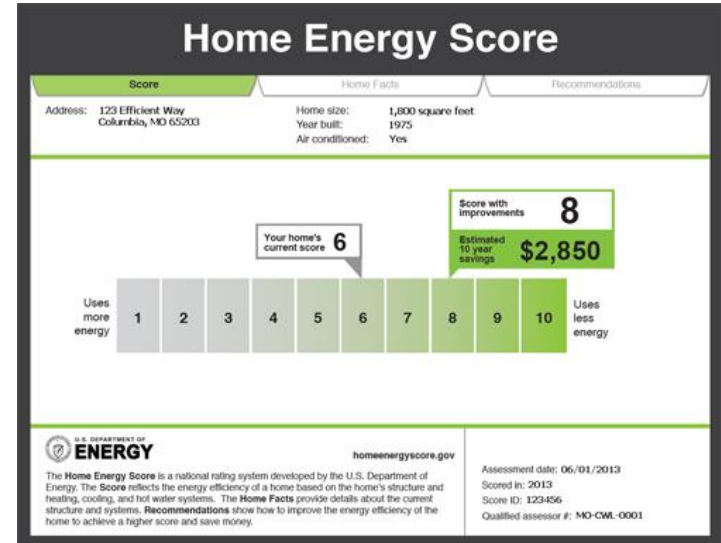 Home Energy Score
Score
Home Facts
Recommendations
Address: 123 Efficient Way
Columbia, MO 65203
Home size: 1,800 square feet
Year built: 1975
Air conditioned: Yes
Score with
improvements 8
Estimated
10 year
savings $2,850
Your home's
current score 6
Uses
more
energy
1 2 3 4 5 6 7 8 9 10
Uses
less
energy
U.S. DEPARTMENT OF
ENERGY
homeenergyscore.gov
The Home Energy Score is a national rating system developed by the U.S. Department of
Energy. The Score reflects the energy efficiency of a home based on the home's structure and
heating, cooling, and hot water systems. The Home Facts provide details about the current
structure and systems. Recommendations show how to improve the energy efficiency of the
home to achieve a higher score and save money.
Assessment date: 06/01/2013
Scored in: 2013
Score ID: 123456
Qualified assessor #: MO-CWL-0001